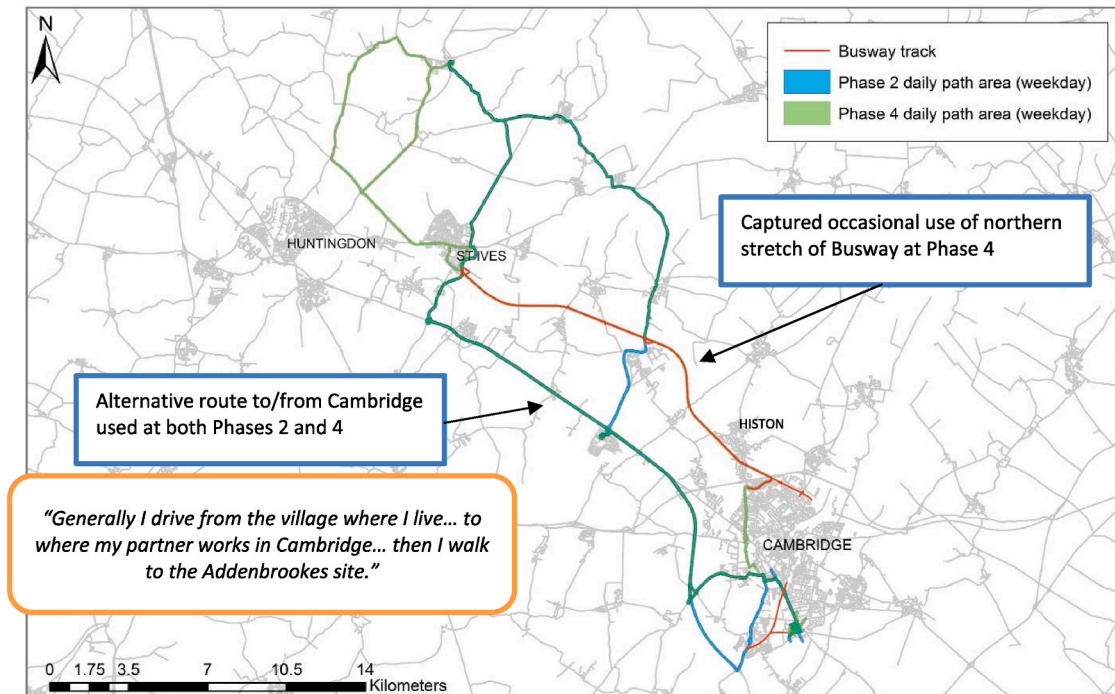 N
Busway track
Phase 2 daily path area (weekday)
Phase 4 daily path area (weekday)
Captured occasional use of northern
stretch of Busway at Phase 4
HUNTINGDON
ST.IVES
Alternative route to/from Cambridge
used at both Phases 2 and 4
HISTON
“Generally I drive from the village where I live... to
where my partner works in Cambridge... then I walk
to the Addenbrookes site.”
CAMBRIDGE
0 1.75 3.5 7 10.5 14
Kilometers